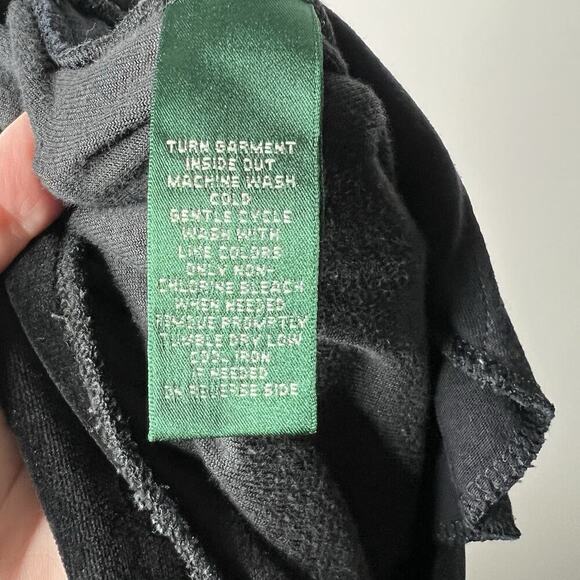 TURN GARMENT
INSIDE OUT
MACHINE WASH
COLD
GENTLE CYCLE
WASH WITH
LIKE COLORS
ONLY NON-
CHLORINE BLEACH
WHEN NEEDED
REMOVE PROMPTLY
TUMBLE DRY LOW
COOL IRON
IF NEEDED
ON REVERSE SIDE